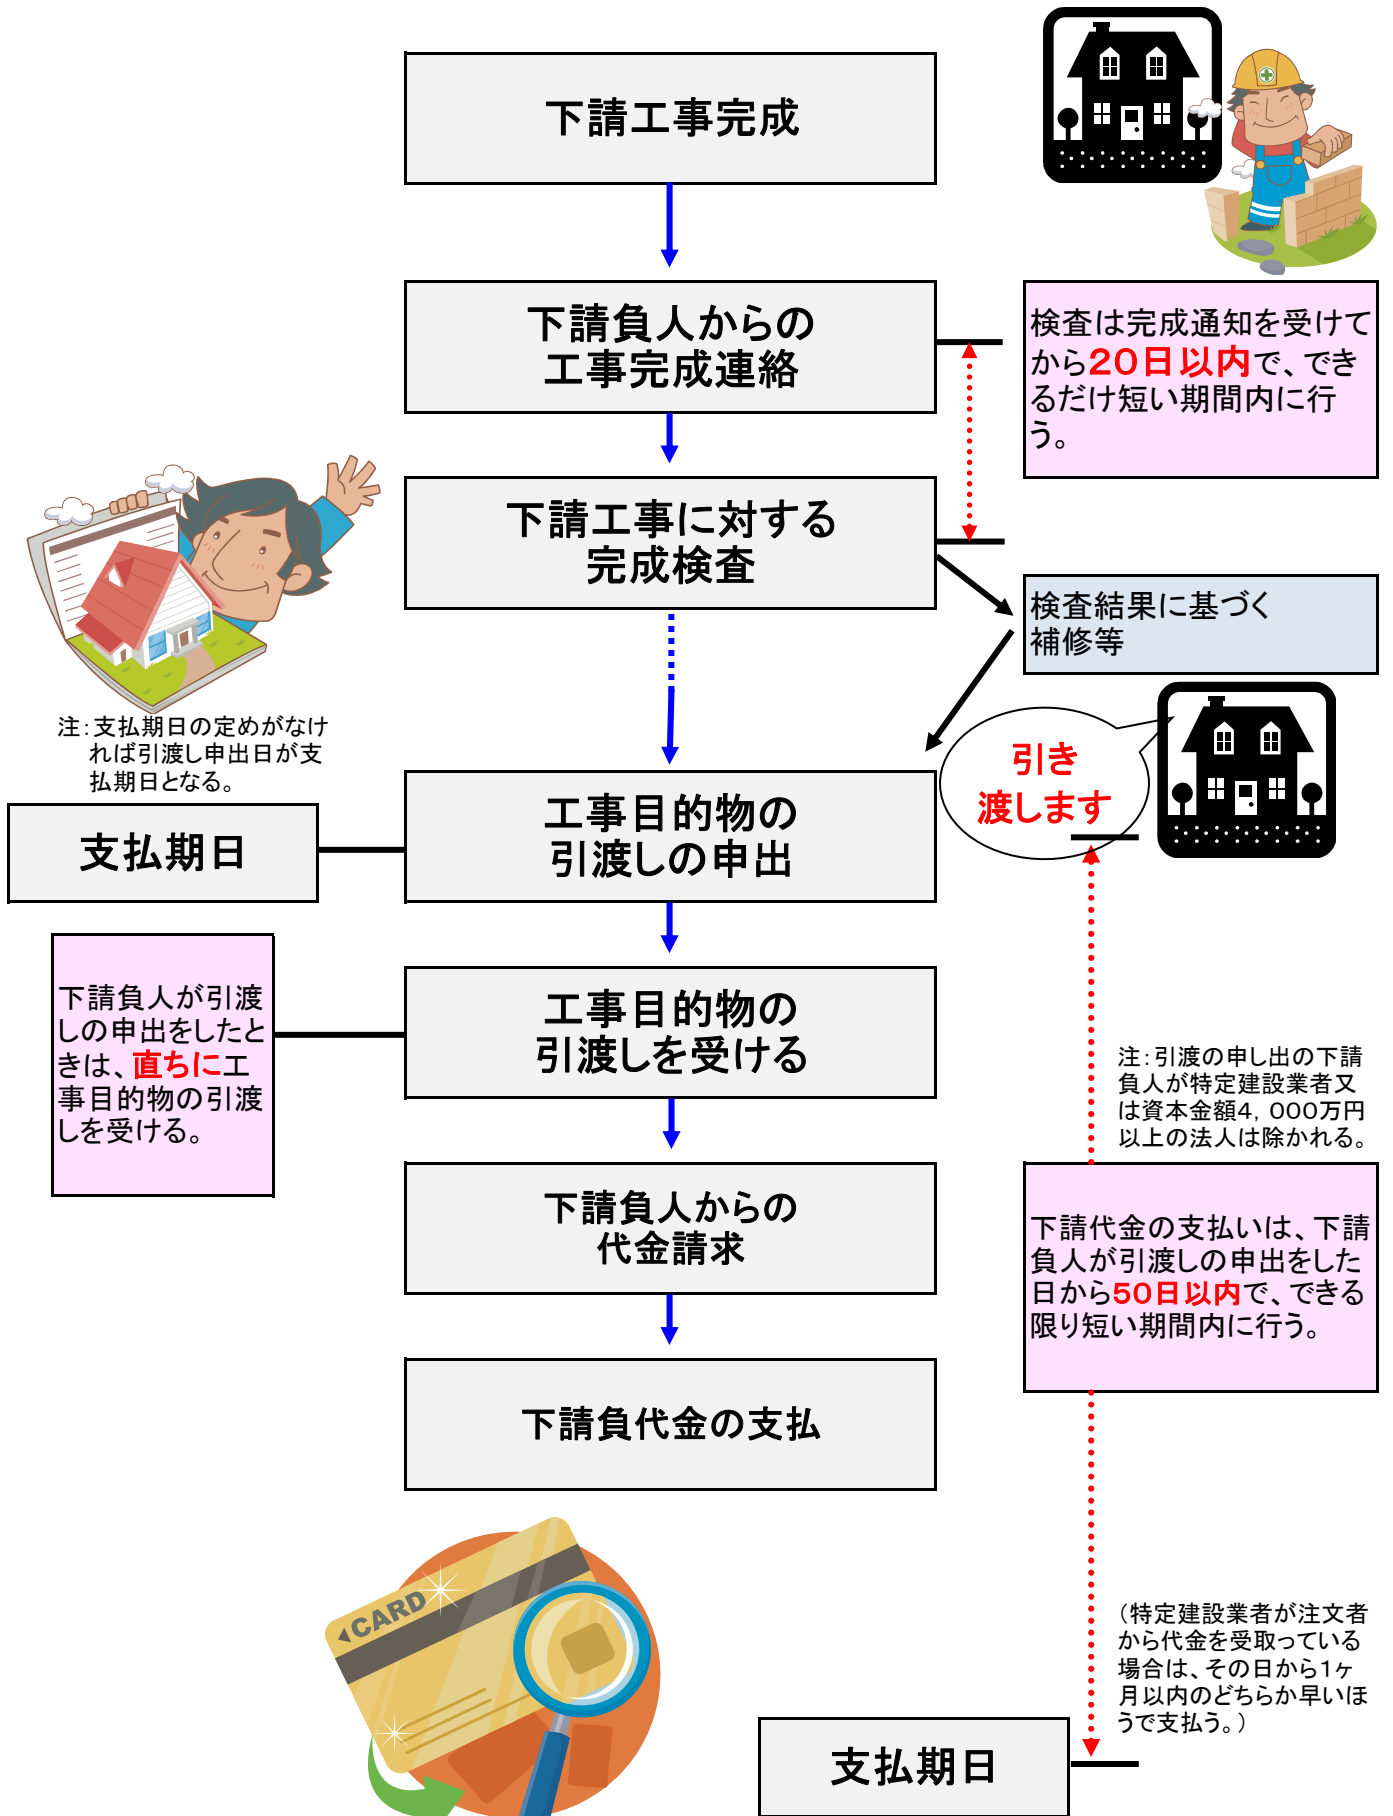 下請工事完成
下請負人からの
工事完成連絡
検査は完成通知を受けて
から20日以内で、でき
るだけ短い期間内に行
う。
下請工事に対する
完成検査
検査結果に基づく
補修等
注：支払期日の定めがなけ
れば引渡し申出日が支
払期日となる。
引き
渡します
支払期日
工事目的物の
引渡しの申出
下請負人が引渡
しの申出をしたと
きは、直ちに工
事目的物の引渡
しを受ける。
工事目的物の
引渡しを受ける
注：引渡の申し出の下請
負人が特定建設業者又
は資本金額4，000万円
以上の法人は除かれる。
下請負人からの
代金請求
下請代金の支払いは、下請
負人が引渡しの申出をした
日から50日以内で、できる
限り短い期間内に行う。
下請負代金の支払
CARD
（特定建設業者が注文者
から代金を受取っている
場合は、その日から1ヶ
月以内のどちらか早いほ
うで支払う。）
支払期日